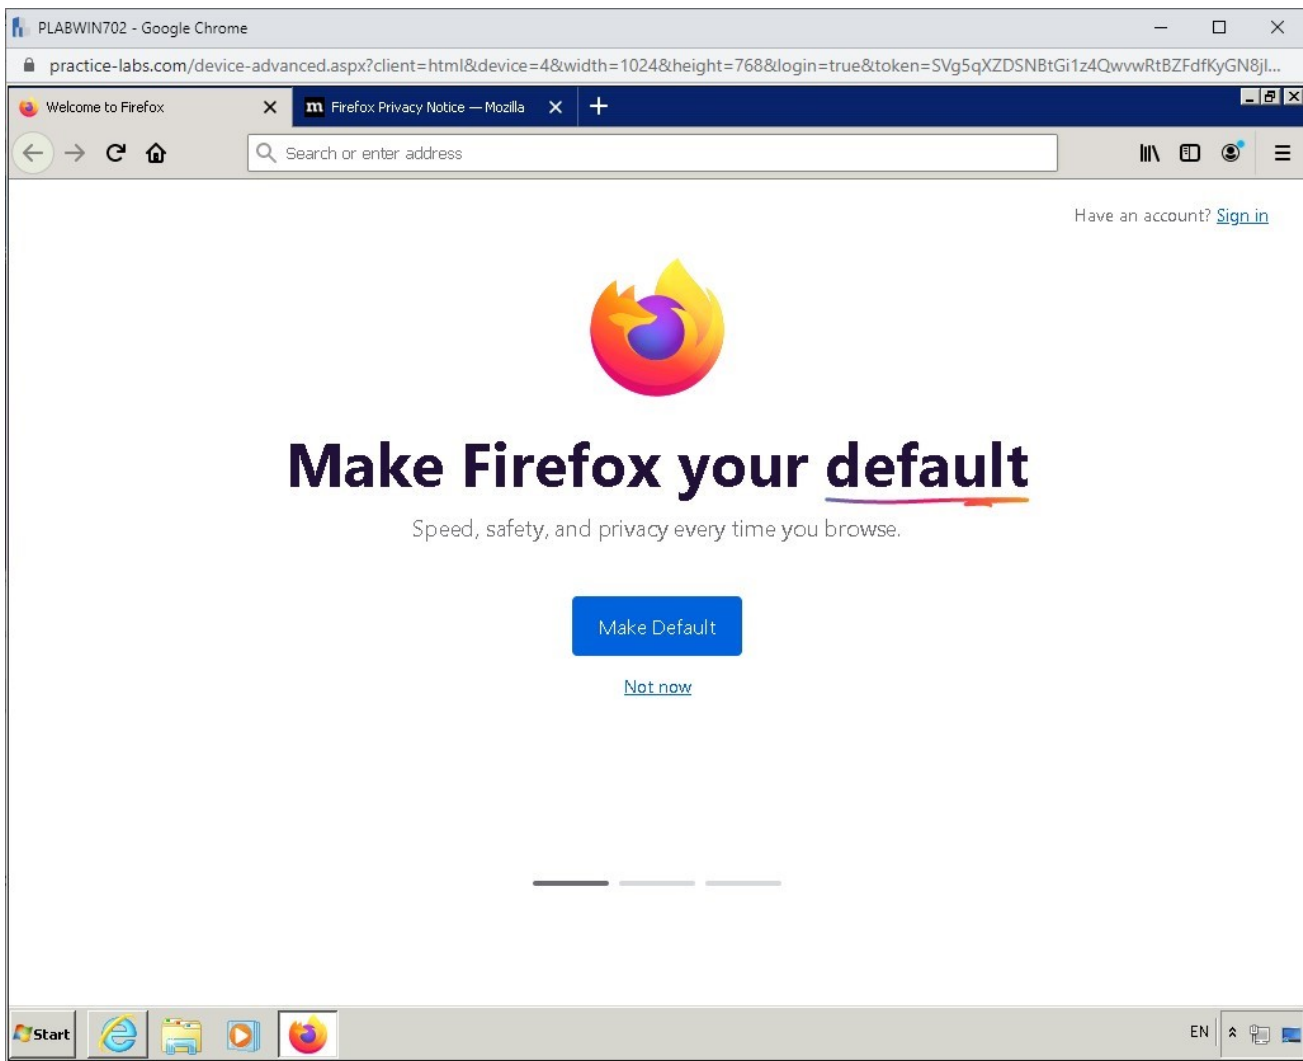 PLABWIN702 - Google Chrome
practice-labs.com/device-advanced.aspx?client=html&device=4&width=1024&height=768&login=true&token=SVg5qXZDSNBtGi1z4QwvwRtBZFdfKyGN8jl...
Welcome to Firefox
m Firefox Privacy Notice — Mozilla
Search or enter address
Have an account? Sign in
Make Firefox your default
Speed, safety, and privacy every time you browse.
Make Default
Not now
Start
EN